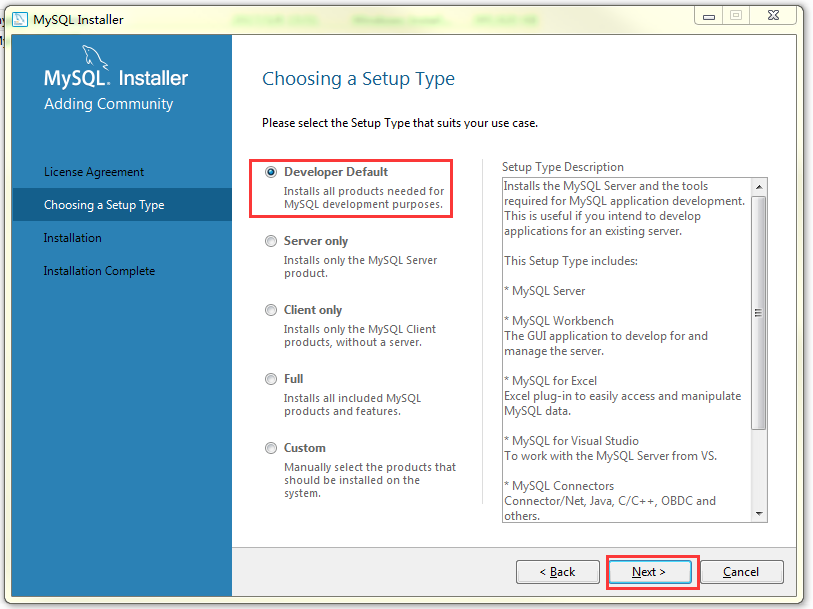 MySQL Installer
MySQL. Installer
Adding Community
License Agreement
Choosing a Setup Type
Installation
Installation Complete
Choosing a Setup Type
Please select the Setup Type that suits your use case.
Developer Default
Installs all products needed for
MySQL development purposes.
Server only
Installs only the MySQL Server
product.
Client only
Installs only the MySQL Client
products, without a server.
Full
Installs all included MySQL
products and features.
Custom
Manually select the products that
should be installed on the
system.
Setup Type Description
Installs the MySQL Server and the tools
required for MySQL application development.
This is useful if you intend to develop
applications for an existing server.
This Setup Type includes:
* MySQL Server
* MySQL Workbench
The GUI application to develop for and
manage the server.
* MySQL for Excel
Excel plug-in to easily access and manipulate
MySQL data.
* MySQL for Visual Studio
To work with the MySQL Server from VS.
* MySQL Connectors
Connector/Net, Java, C/C++, OBDC and
others.
< Back
Next >
Cancel